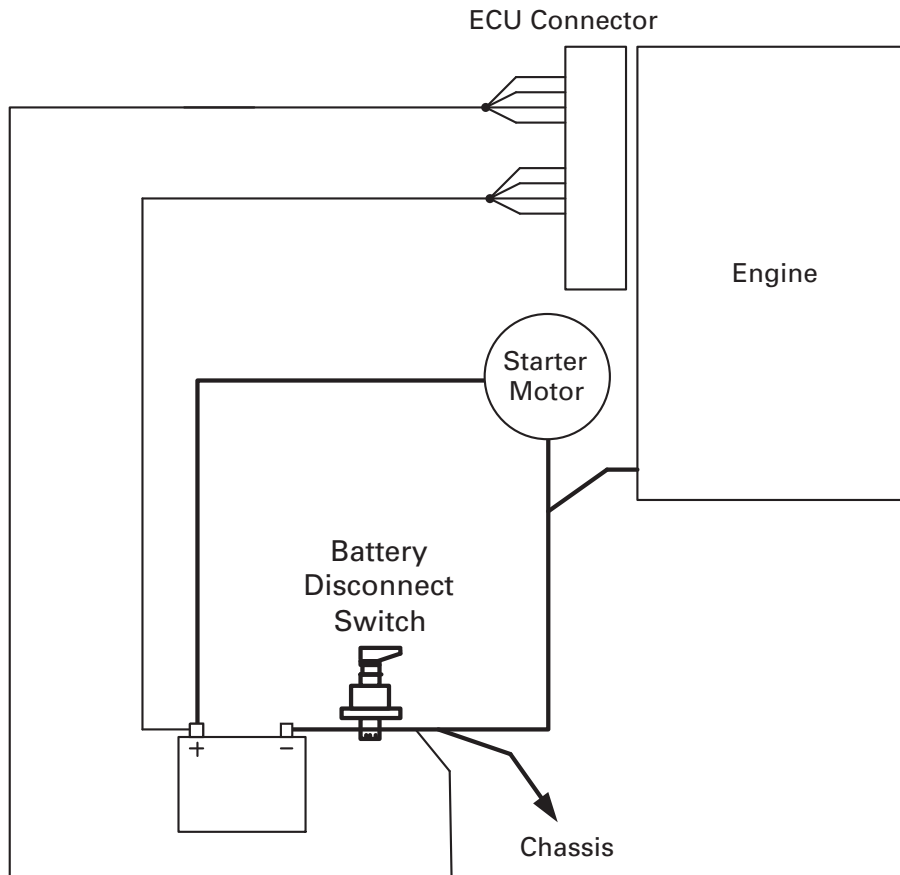 ECU Connector
Engine
Starter
Motor
Battery
Disconnect
Switch
+
−
Chassis